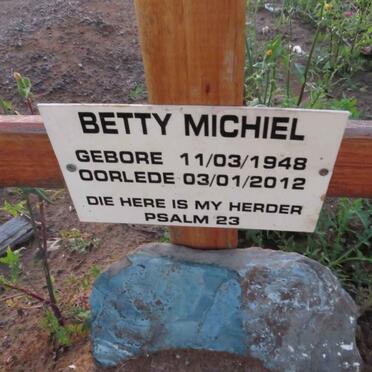 BETTY MICHIEL
GEBORE 11/03/1948
OORLEDE 03/01/2012
DIE HERE IS MY HERDER
PSALM 23